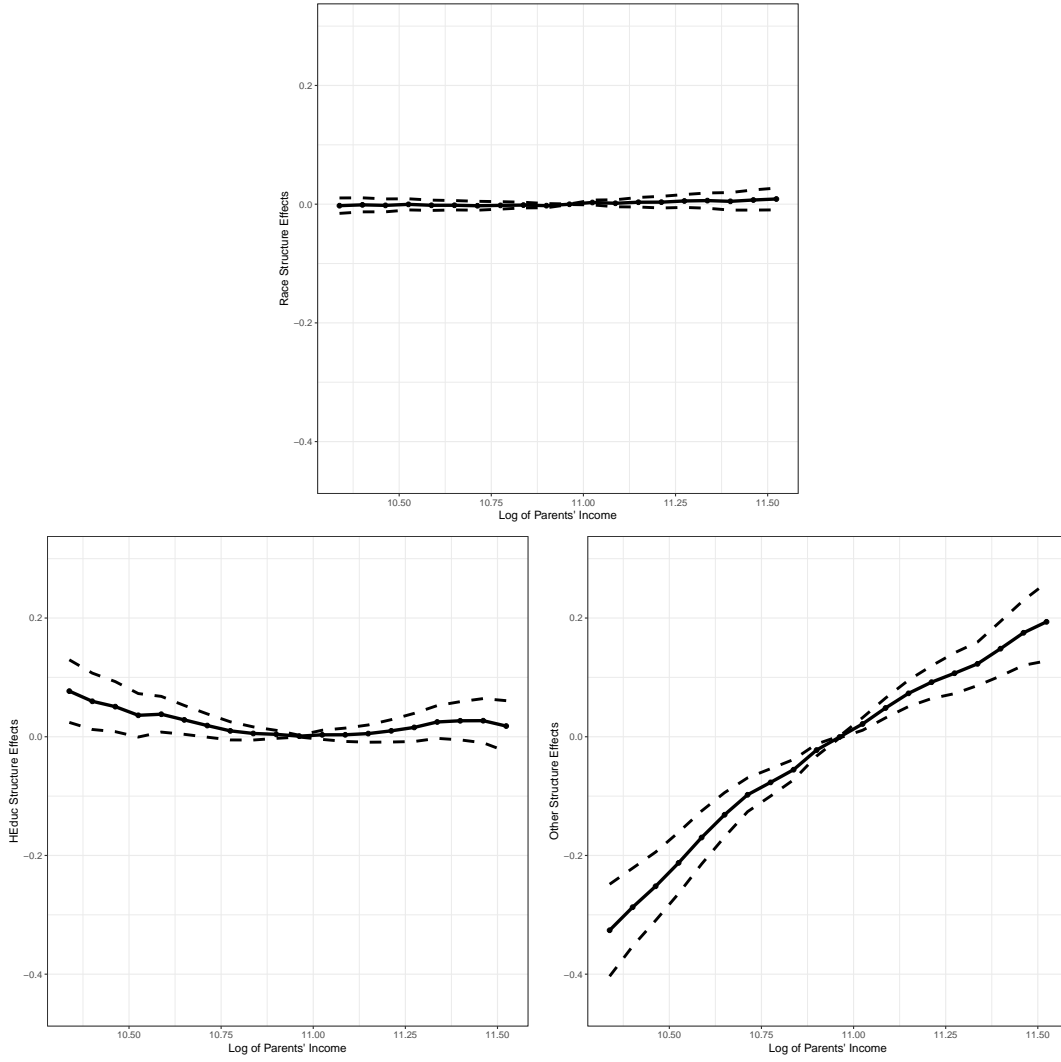 Race Structure Effects
0.2
0.0
−0.2
−0.4
10.50 10.75 11.00 11.25 11.50
Log of Parents' Income
HEduc Structure Effects
0.2
0.0
−0.2
−0.4
10.50 10.75 11.00 11.25 11.50
Log of Parents' Income
Other Structure Effects
0.2
0.0
−0.2
−0.4
10.50 10.75 11.00 11.25 11.50
Log of Parents' Income